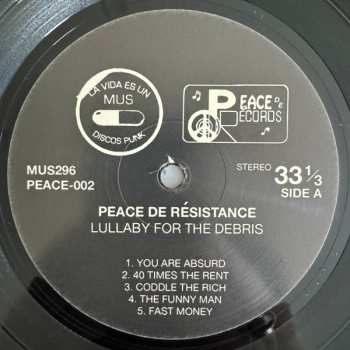 LA VIDA ES UN
MUS
DISCOS PUNK
PEACE DE
RECORDS
MUS296
PEACE-002
STEREO 33 1/3
SIDE A
PEACE DE RÉSISTANCE
LULLABY FOR THE DEBRIS
1. YOU ARE ABSURD
2. 40 TIMES THE RENT
3. CODDLE THE RICH
4. THE FUNNY MAN
5. FAST MONEY